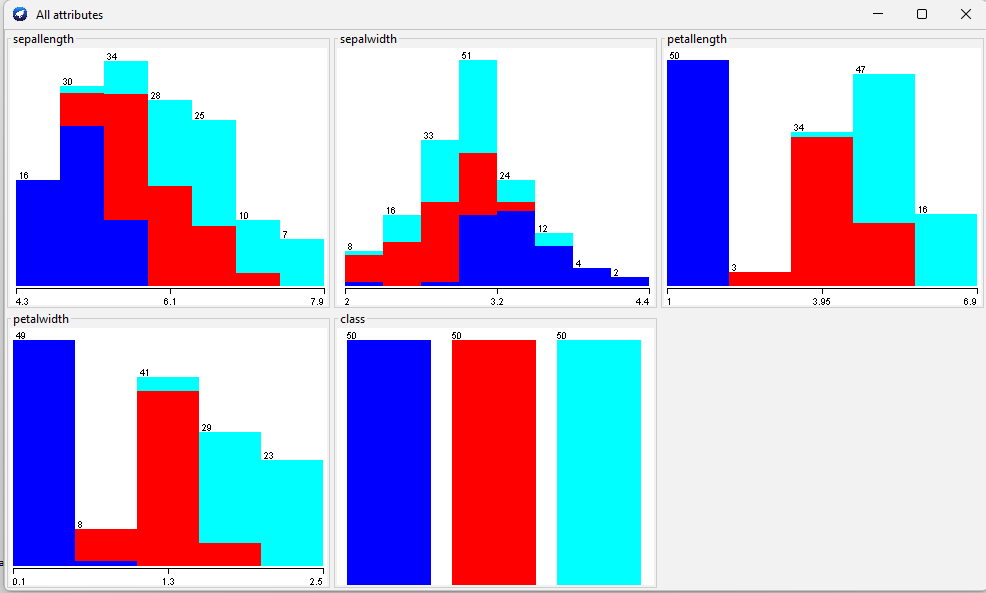 All attributes
sepallength
16
30
34
28
25
10
7
4.3 6.1 7.9
sepalwidth
8
16
33
51
24
12
4
2
2 3.2 4.4
petallength
50
3
34
47
16
1 3.95 6.9
petalwidth
49
8
41
29
23
0.1 1.3 2.5
class
50 50 50
a